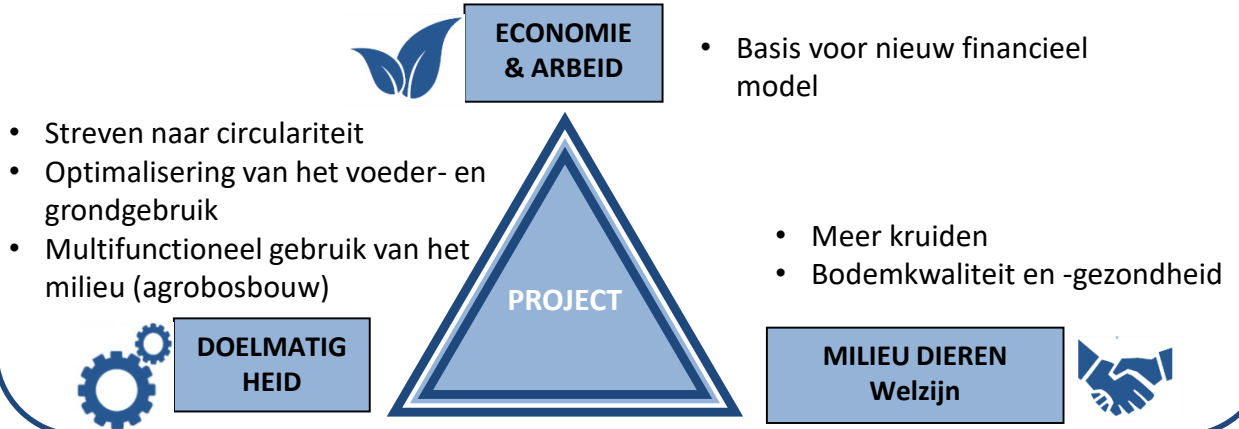 ECONOMIE
& ARBEID
• Basis voor nieuw financieel
model
• Streven naar circulariteit
• Optimalisering van het voeder- en
grondgebruik
• Multifunctioneel gebruik van het
milieu (agrobosbouw)
• Meer kruiden
• Bodemkwaliteit en -gezondheid
PROJECT
DOELMATIG
HEID
MILIEU DIEREN
Welzijn